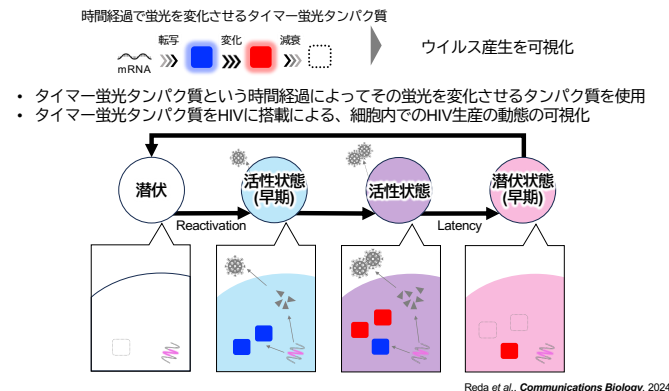 時間経過で蛍光を変化させるタイマー蛍光タンパク質
転写
変化
減衰
mRNA
ウイルス産生を可視化
• タイマー蛍光タンパク質という時間経過によってその蛍光を変化させるタンパク質を使用
• タイマー蛍光タンパク質をHIVに搭載による、細胞内でのHIV生産の動態の可視化
潜伏
活性状態
(早期)
活性状態
潜伏状態
(早期)
Reactivation
Latency
Reda et al., Communications Biology, 2024